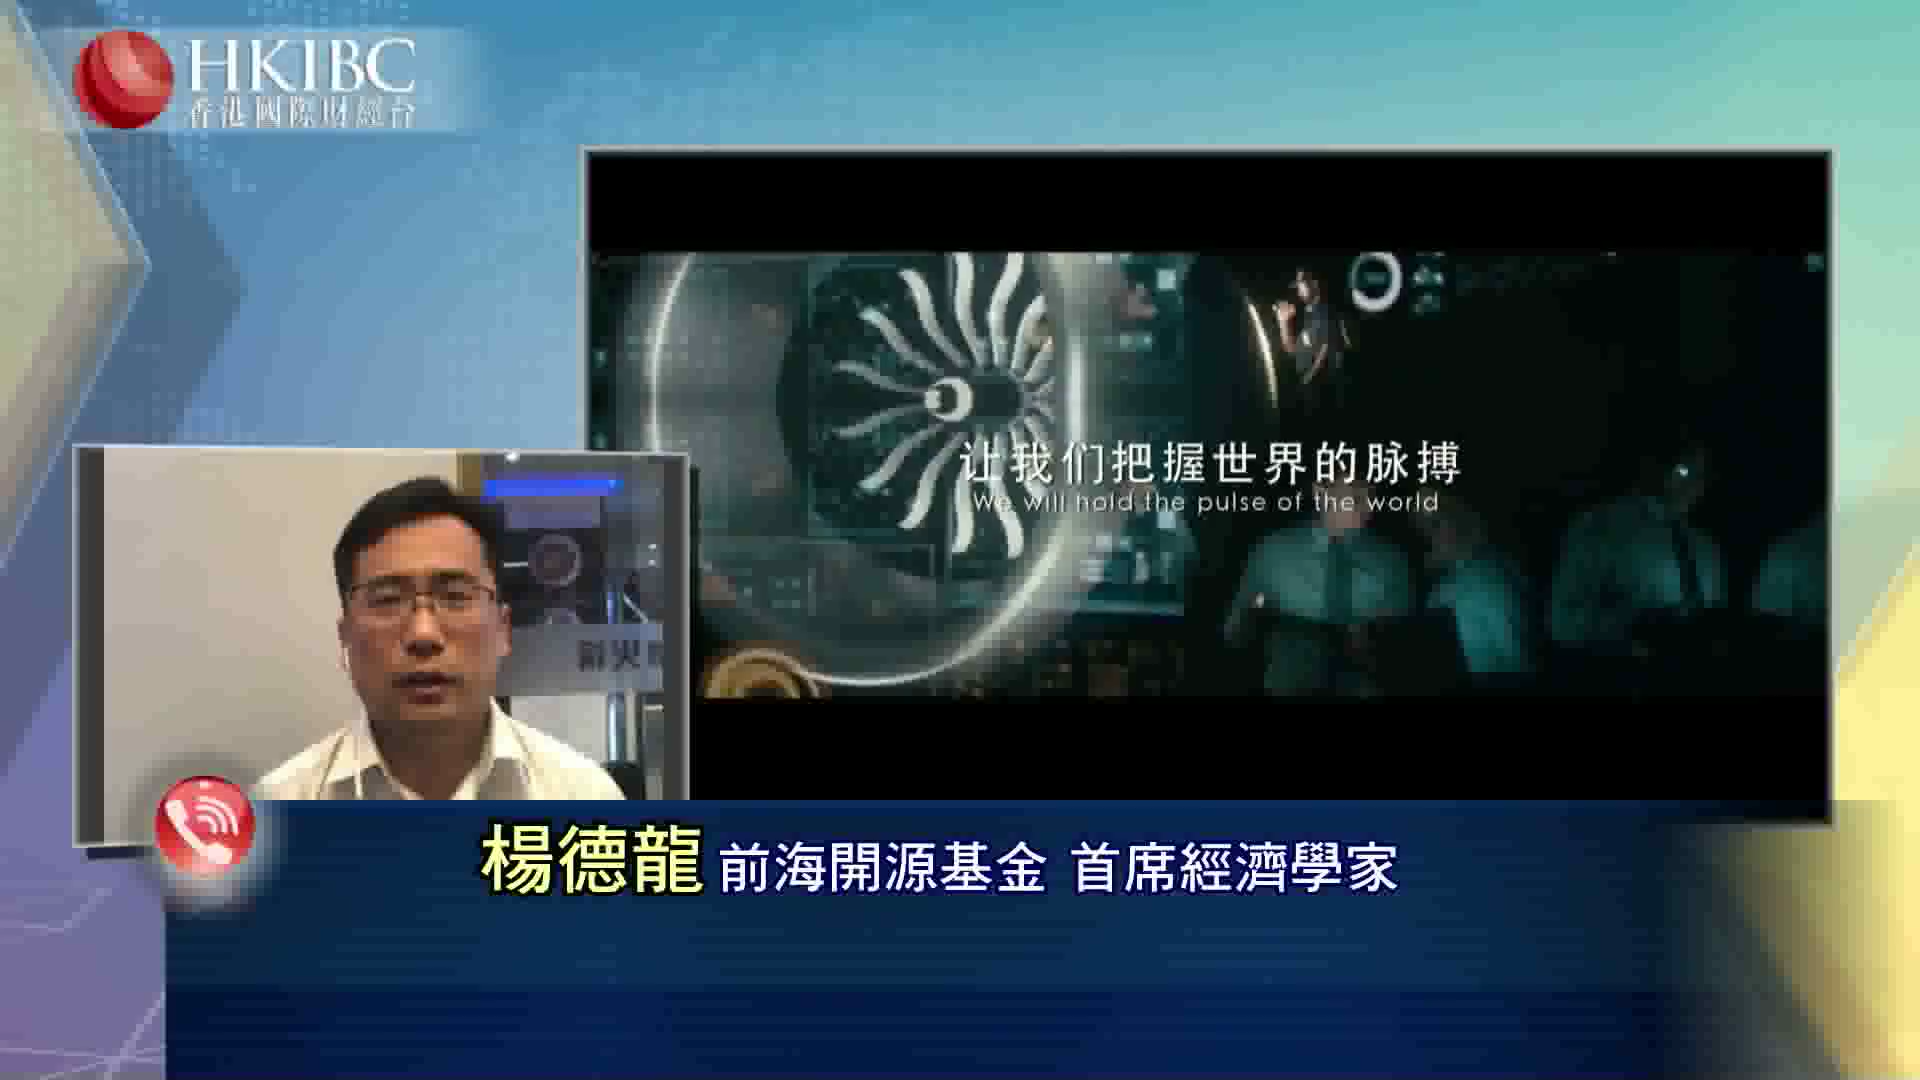 HKIBC
香港國際財經台
让我们把握世界的脉搏
We will hold the pulse of the world
楊德龍 前海開源基金 首席經濟學家